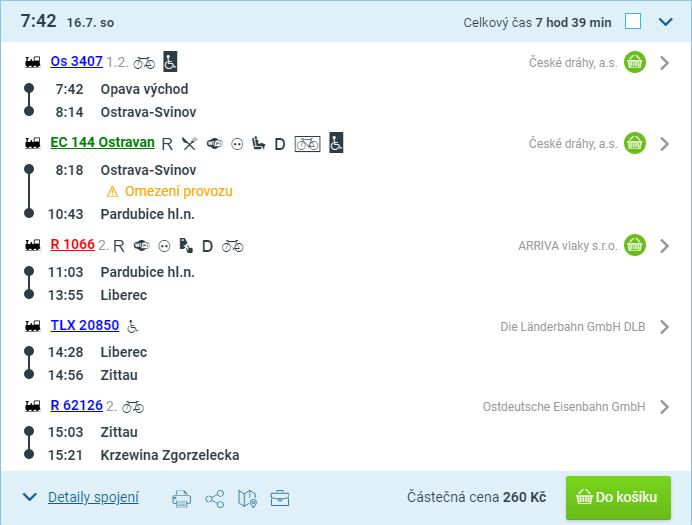 7:42 16.7. so Celkový čas 7 hod 39 min
Os 3407 1.2. České dráhy, a.s.
7:42 Opava východ
8:14 Ostrava-Svinov
EC 144 Ostravan R D České dráhy, a.s.
8:18 Ostrava-Svinov
Omezení provozu
10:43 Pardubice hl.n.
R 1066 2. R D ARRIVA vlaky s.r.o.
11:03 Pardubice hl.n.
13:55 Liberec
TLX 20850 Die Länderbahn GmbH DLB
14:28 Liberec
14:56 Zittau
R 62126 2. Ostdeutsche Eisenbahn GmbH
15:03 Zittau
15:21 Krzewina Zgorzelecka
Detaily spojení Částečná cena 260 Kč Do košíku